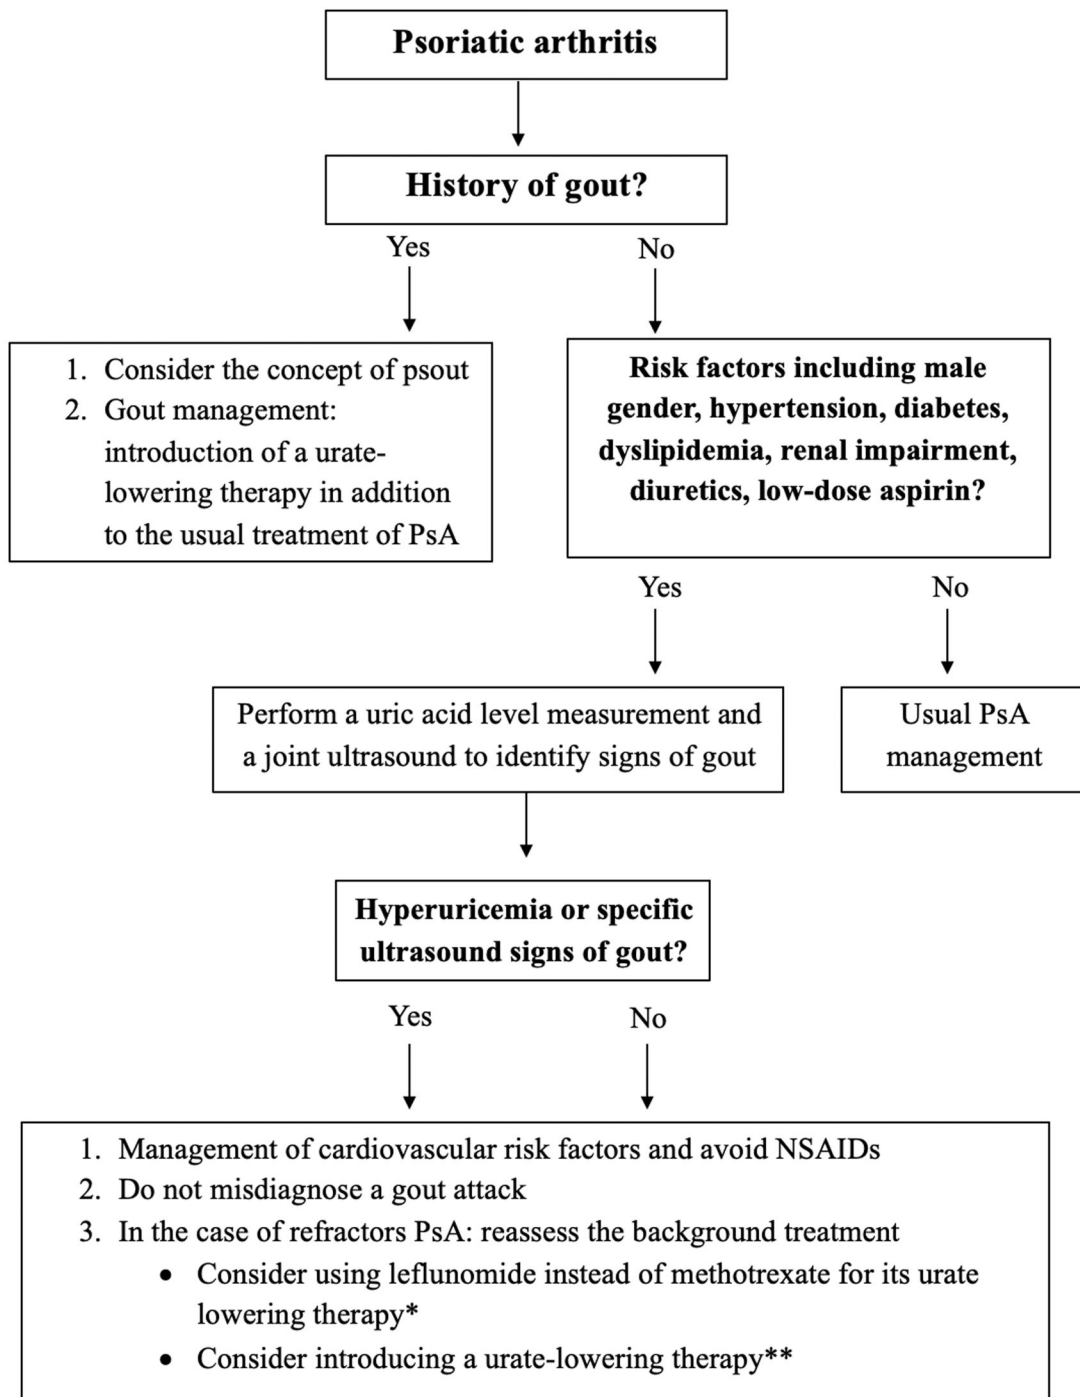 Psoriatic arthritis
History of gout?
Yes
No
1. Consider the concept of psout
2. Gout management:
introduction of a urate-
lowering therapy in addition
to the usual treatment of PsA
Risk factors including male
gender, hypertension, diabetes,
dyslipidemia, renal impairment,
diuretics, low-dose aspirin?
Yes
No
Perform a uric acid level measurement and
a joint ultrasound to identify signs of gout
Usual PsA
management
Hyperuricemia or specific
ultrasound signs of gout?
Yes
No
1. Management of cardiovascular risk factors and avoid NSAIDs
2. Do not misdiagnose a gout attack
3. In the case of refractors PsA: reassess the background treatment
• Consider using leflunomide instead of methotrexate for its urate
lowering therapy*
• Consider introducing a urate-lowering therapy**